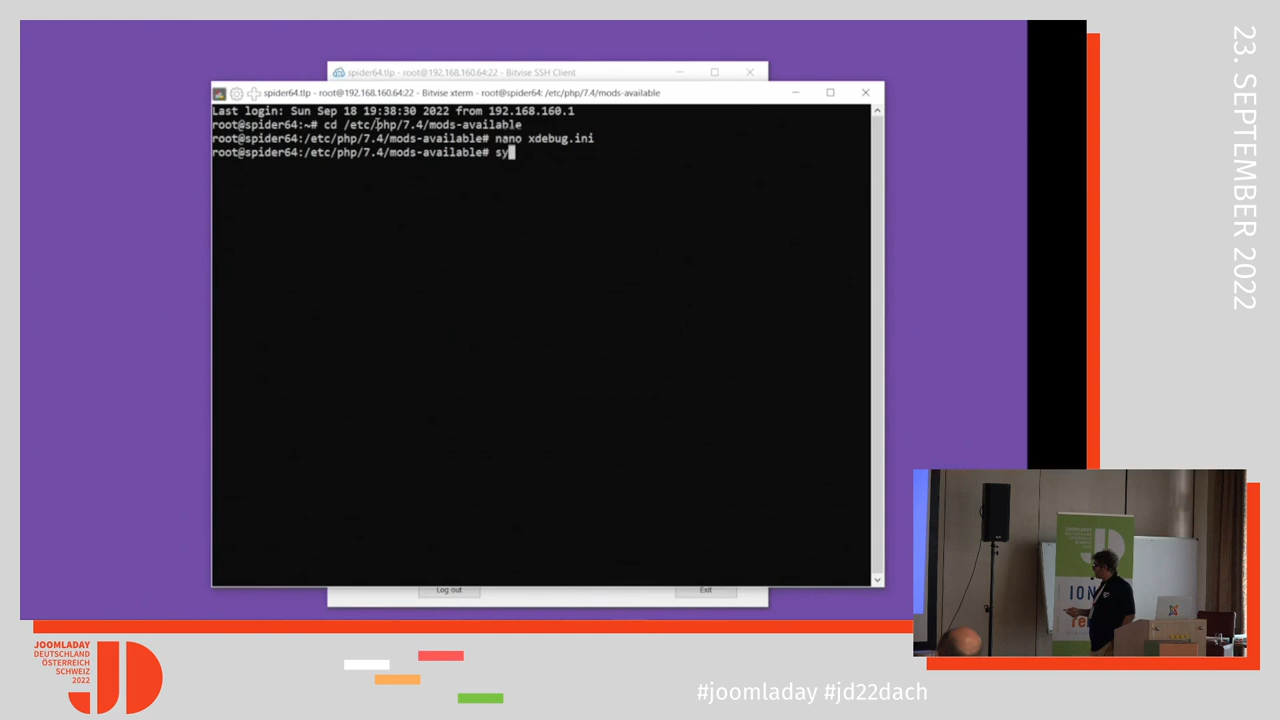 spider64.tlp - root@192.168.160.64:22 - Bitvise SSH Client
spider64.tlp - root@192.168.160.64:22 - Bitvise xterm - root@spider64: /etc/php/7.4/mods-available
Last login: Sun Sep 18 19:38:30 2022 from 192.168.160.1
root@spider64:~# cd /etc/php/7.4/mods-available
root@spider64:/etc/php/7.4/mods-available# nano xdebug.ini
root@spider64:/etc/php/7.4/mods-available# sy
Log out
Exit
23. SEPTEMBER 2022
JOOMLADAY
DEUTSCHLAND
ÖSTERREICH
SCHWEIZ
2022
JD
#joomladay #jd22dach